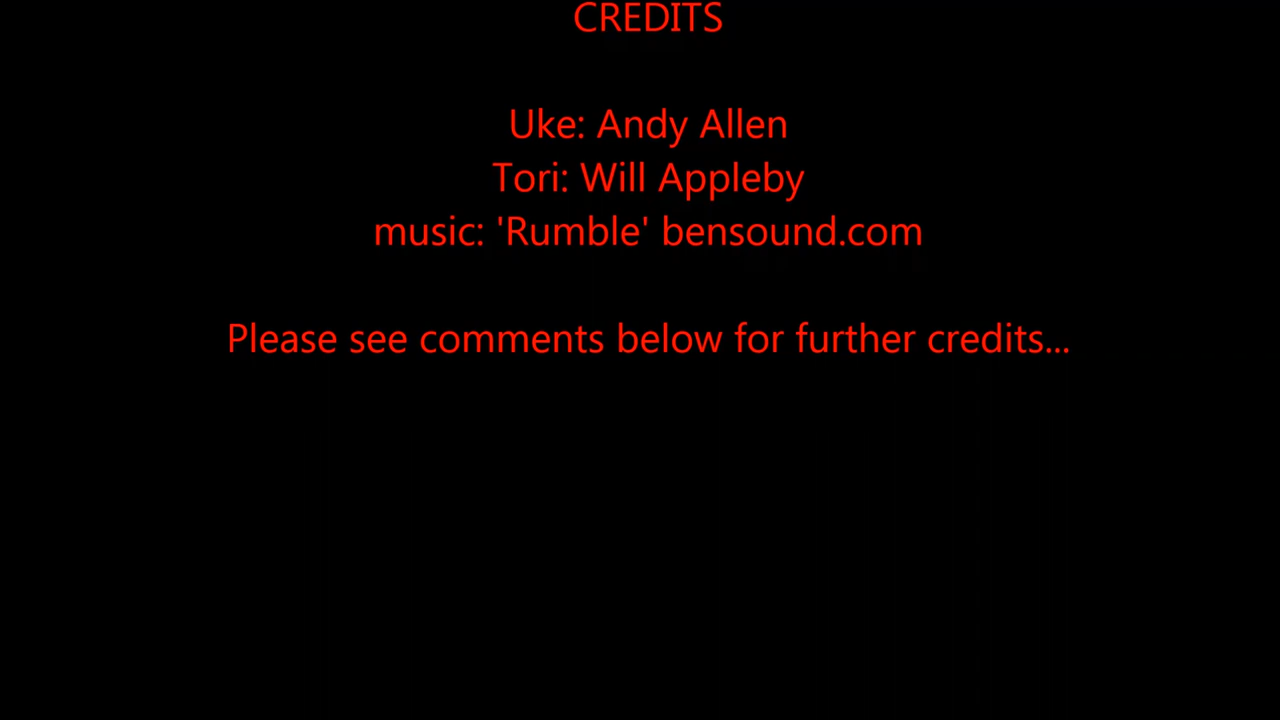 CREDITS
Uke: Andy Allen
Tori: Will Appleby
music: 'Rumble' bensound.com
Please see comments below for further credits...